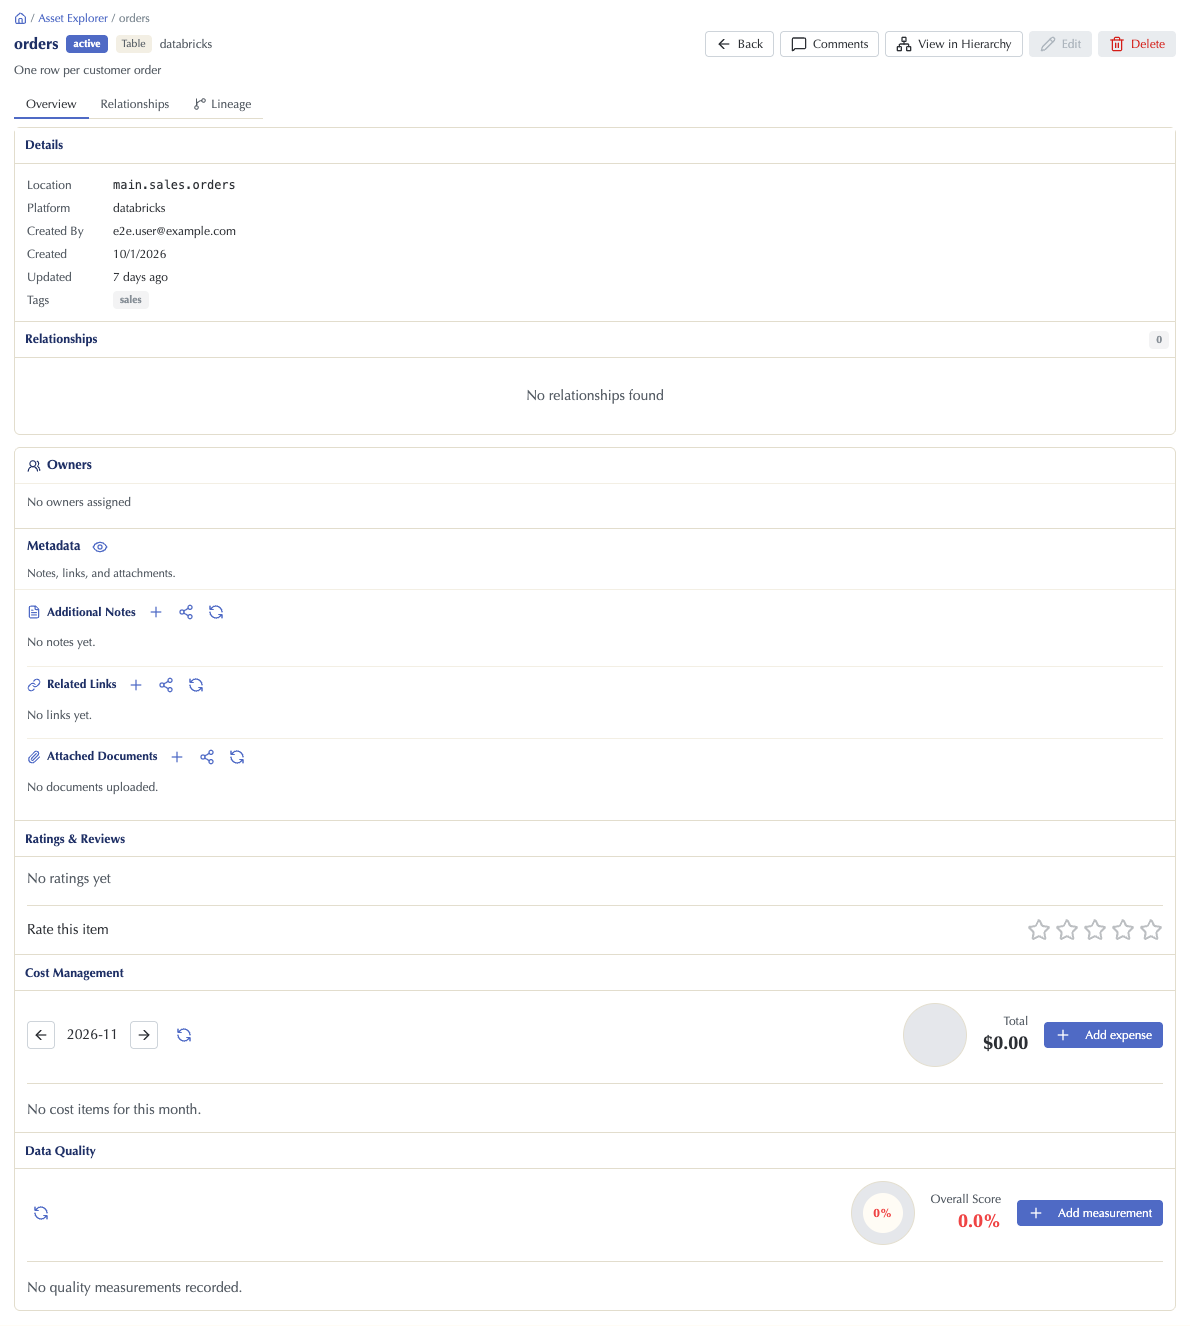 / Asset Explorer / orders
orders active Table databricks
Back Comments View in Hierarchy Edit Delete
One row per customer order
Overview Relationships Lineage
Details
Location main.sales.orders
Platform databricks
Created By e2e.user@example.com
Created 10/1/2026
Updated 7 days ago
Tags sales
Relationships 0
No relationships found
Owners
No owners assigned
Metadata
Notes, links, and attachments.
Additional Notes
No notes yet.
Related Links
No links yet.
Attached Documents
No documents uploaded.
Ratings & Reviews
No ratings yet
Rate this item
Cost Management
2026-11
Total
$0.00
Add expense
No cost items for this month.
Data Quality
0%
Overall Score
0.0%
Add measurement
No quality measurements recorded.